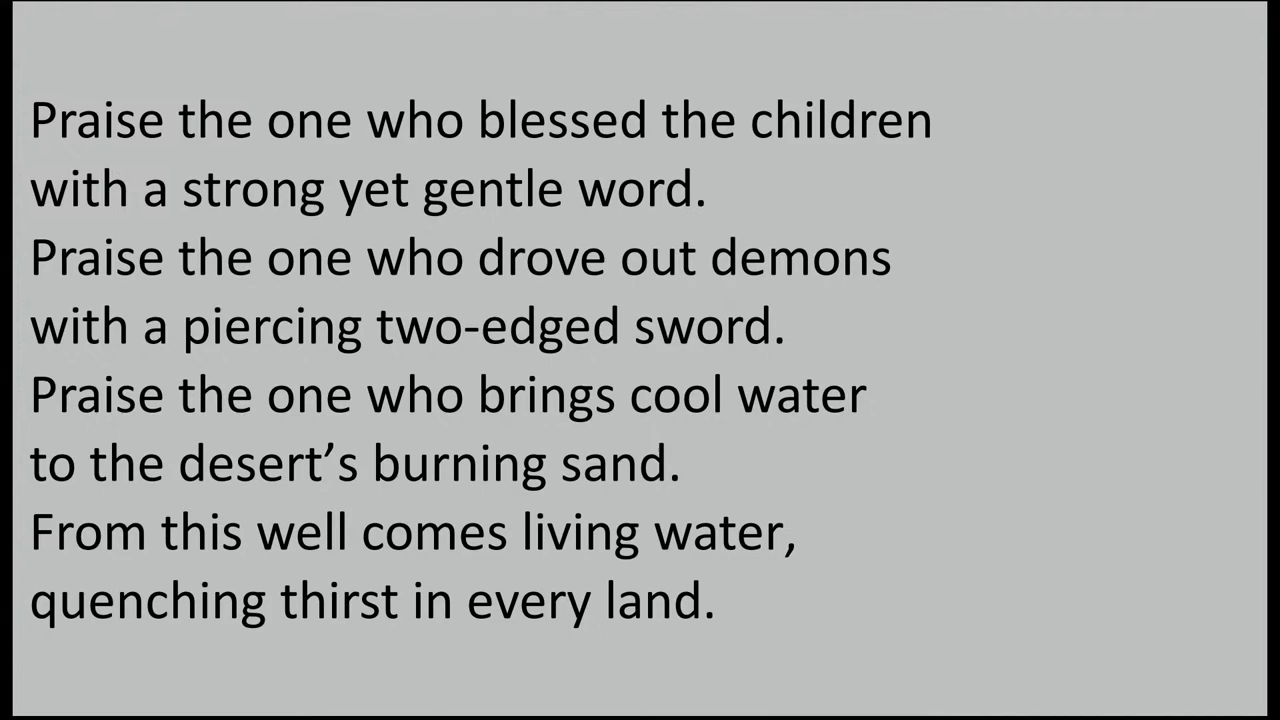 Praise the one who blessed the children
with a strong yet gentle word.
Praise the one who drove out demons
with a piercing two-edged sword.
Praise the one who brings cool water
to the desert’s burning sand.
From this well comes living water,
quenching thirst in every land.